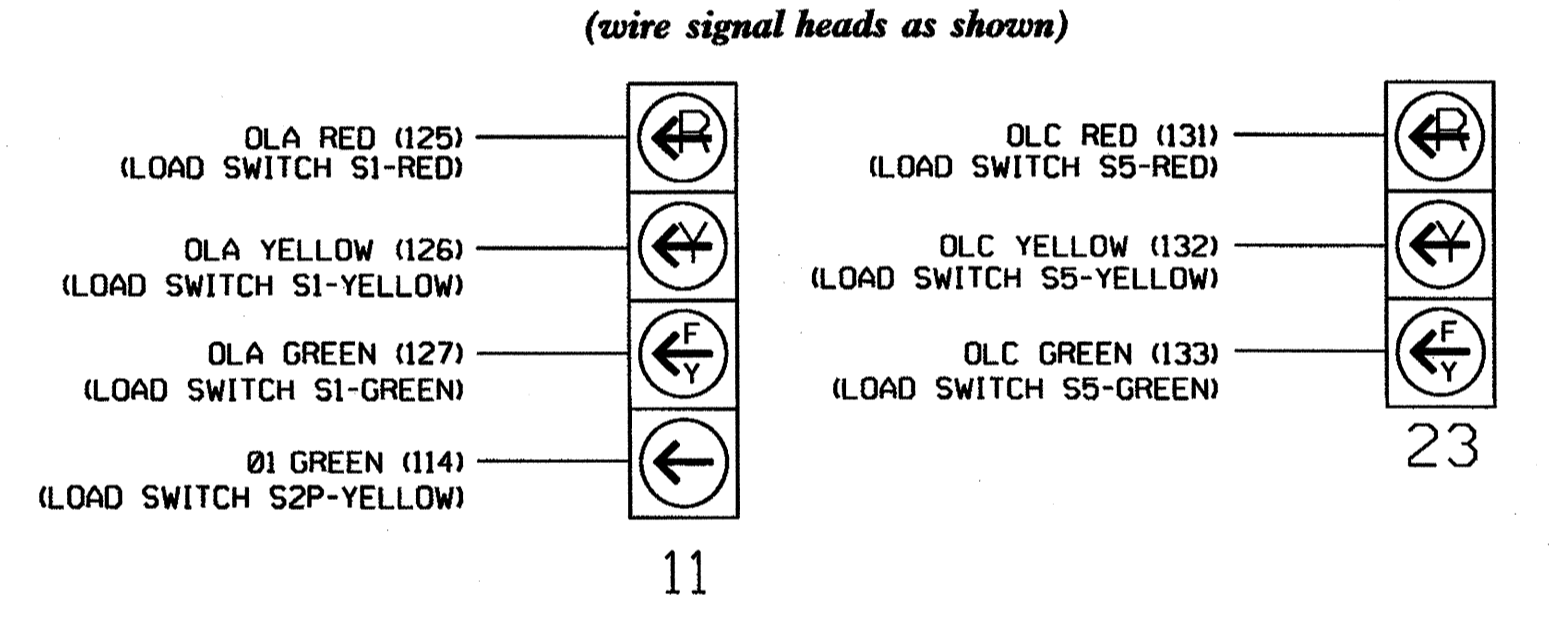 (wire signal heads as shown)
OLA RED (125)
(LOAD SWITCH S1-RED)
R
OLA YELLOW (126)
(LOAD SWITCH S1-YELLOW)
Y
OLA GREEN (127)
(LOAD SWITCH S1-GREEN)
F
Y
Ø1 GREEN (114)
(LOAD SWITCH S2P-YELLOW)
11
OLC RED (131)
(LOAD SWITCH S5-RED)
R
OLC YELLOW (132)
(LOAD SWITCH S5-YELLOW)
Y
OLC GREEN (133)
(LOAD SWITCH S5-GREEN)
F
Y
23